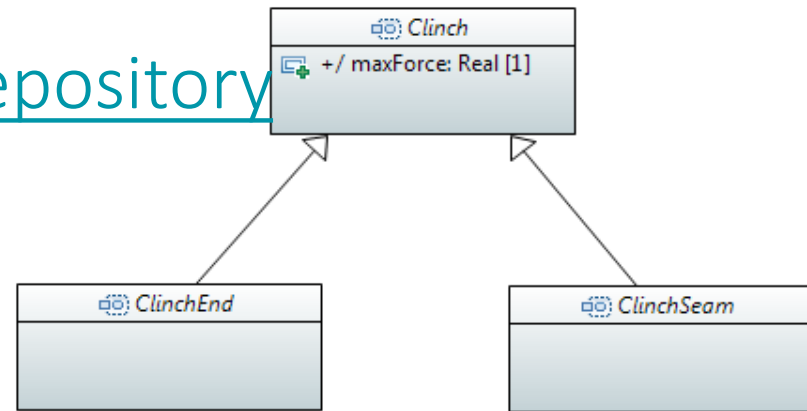 Clinch
epository
+/ maxForce: Real [1]
ClinchEnd
ClinchSeam